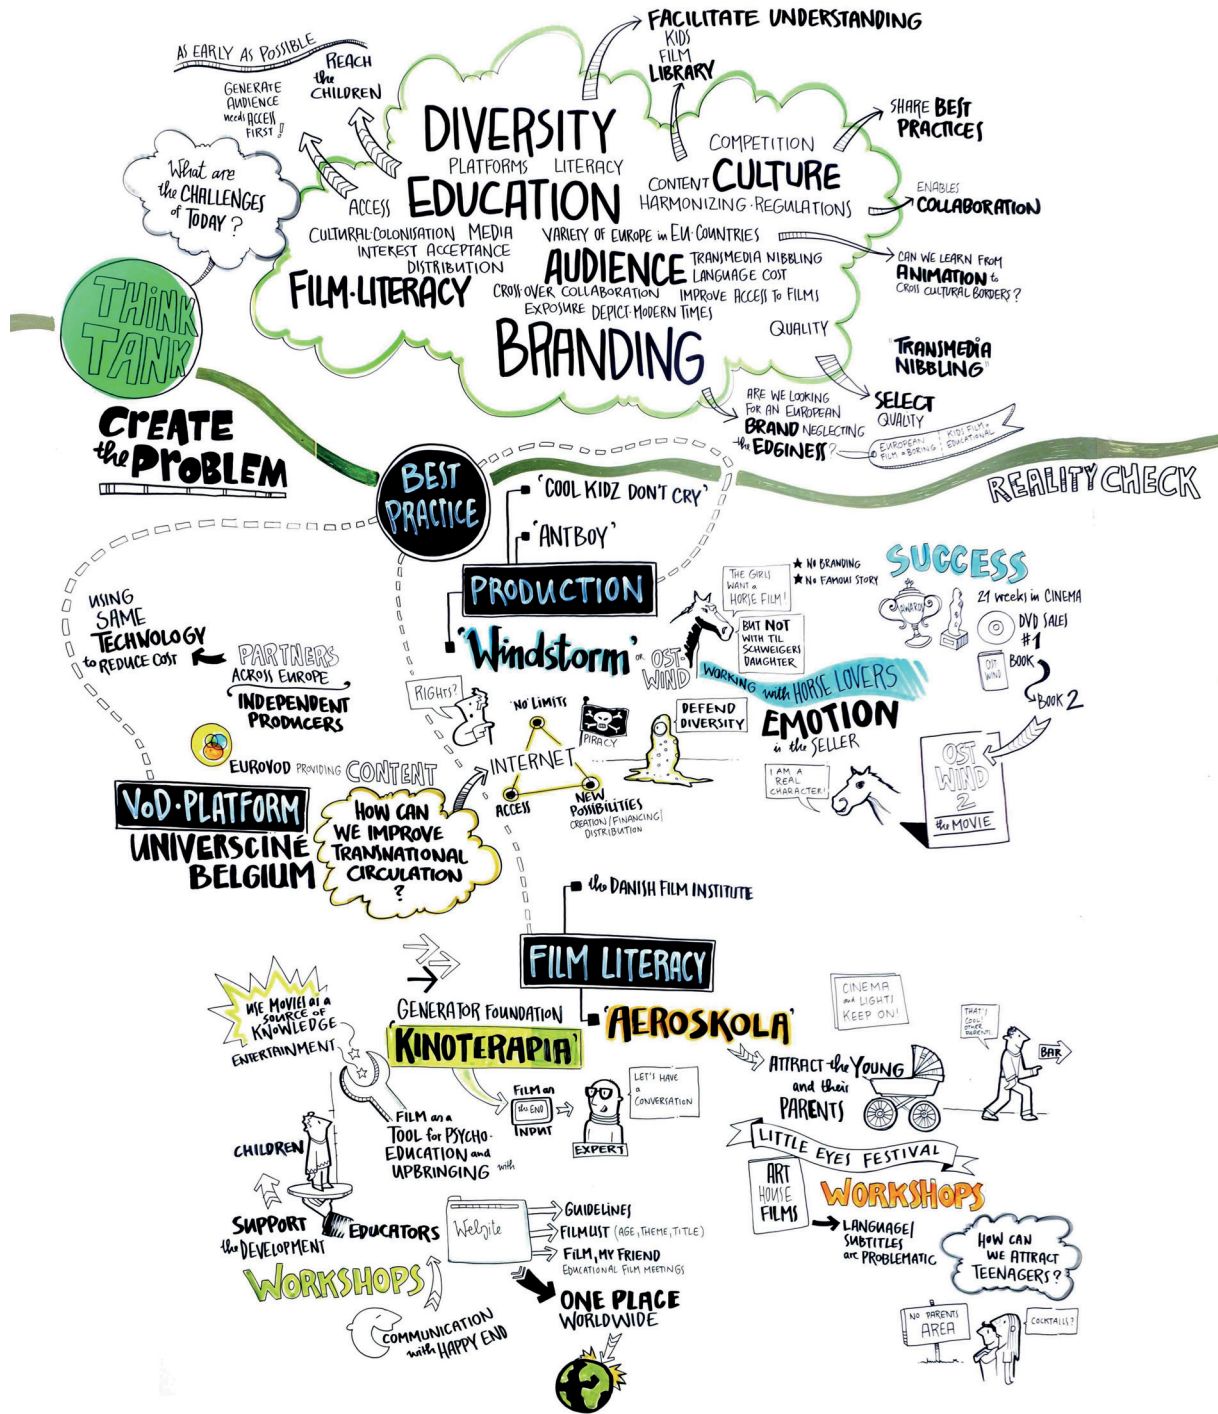 AS EARLY AS POSSIBLE
REACH
the
CHILDREN
GENERATE
AUDIENCE
needs ACCESS
FIRST!
What are
the CHALLENGES
of TODAY?
FACILITATE UNDERSTANDING
KIDS
FILM
LIBRARY
SHARE BEST
PRACTICES
ENABLES
COLLABORATION
CAN WE LEARN FROM
ANIMATION to
CROSS CULTURAL BORDERS?
"TRANSMEDIA
NIBBLING"
SELECT
QUALITY
DIVERSITY
PLATFORMS LITERACY
EDUCATION
ACCESS
COMPETITION
CONTENT CULTURE
HARMONIZING·REGULATIONS
CULTURAL·COLONISATION MEDIA
INTEREST ACCEPTANCE
DISTRIBUTION
VARIETY OF EUROPE in EU·COUNTRIES
FILM·LITERACY
AUDIENCE
TRANSMEDIA NIBBLING
LANGUAGE COST
CROSS·OVER COLLABORATION
IMPROVE ACCESS TO FILMS
EXPOSURE DEPICT·MODERN TIMES
QUALITY
BRANDING
ARE WE LOOKING
FOR AN EUROPEAN
BRAND NEGLECTING
the EDGINESS?
EUROPEAN
FILM = BORING
KIDS FILM =
EDUCATIONAL
THINK
TANK
CREATE
the PROBLEM
REALITY CHECK
BEST
PRACTICE
'COOL KIDZ DON'T CRY'
'ANTBOY'
PRODUCTION
'Windstorm' or OST-
WIND
THE GIRLS
WANT a
HORSE FILM!
BUT NOT
WITH TIL
SCHWEIGERS
DAUGHTER
★ NO BRANDING
★ NO FAMOUS STORY
SUCCESS
AWARD
21 weeks in CINEMA
DVD SALES
#1
OST
WIND
BOOK
BOOK 2
WORKING with HORSE LOVERS
EMOTION
is the SELLER
I AM A
REAL
CHARACTER!
OST
WIND
2
the MOVIE
USING
SAME
TECHNOLOGY
to REDUCE COST
PARTNERS
ACROSS EUROPE
INDEPENDENT
PRODUCERS
EUROVOD PROVIDING CONTENT
VoD·PLATFORM
UNIVERSCINÉ
BELGIUM
HOW CAN
WE IMPROVE
TRANSNATIONAL
CIRCULATION
?
RIGHTS?
'NO' LIMITS
PIRACY
INTERNET
ACCESS
NEW
POSSIBILITIES
CREATION/FINANCING/
DISTRIBUTION
DEFEND
DIVERSITY
the DANISH FILM INSTITUTE
FILM LITERACY
'AEROSKOLA'
GENERATOR FOUNDATION
'KINOTERAPIA'
USE MOVIES as a
SOURCE OF
KNOWLEDGE
ENTERTAINMENT
FILM as a
TOOL for PSYCHO-
EDUCATION and
UPBRINGING with
FILM as
the END
INPUT
EXPERT
LET'S HAVE
a
CONVERSATION
CHILDREN
SUPPORT
the DEVELOPMENT
EDUCATORS
WORKSHOPS
COMMUNICATION
with HAPPY END
Website
GUIDELINES
FILMLIST (AGE, THEME, TITLE)
FILM, MY FRIEND
EDUCATIONAL FILM MEETINGS
ONE PLACE
WORLDWIDE
CINEMA
and LIGHTS
KEEP ON!
THAT'S
COOL!
OTHER
PARENTS
BAR
ATTRACT the YOUNG
and their
PARENTS
LITTLE EYES FESTIVAL
ART
HOUSE
FILMS
WORKSHOPS
LANGUAGE/
SUBTITLES
are PROBLEMATIC
HOW CAN
WE ATTRACT
TEENAGERS?
NO PARENTS
AREA
COCKTAILS?